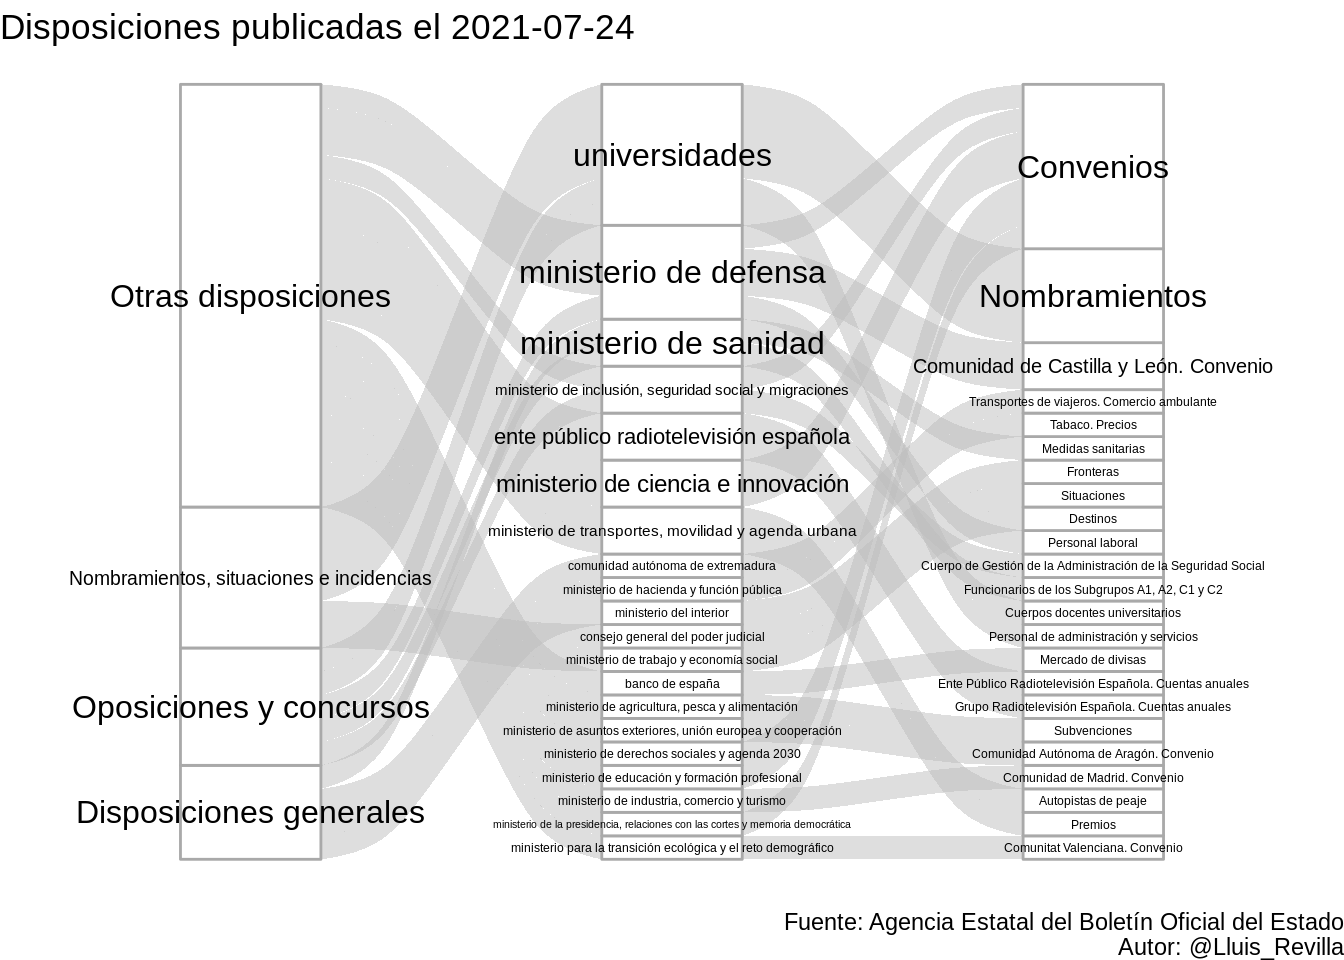 Disposiciones publicadas el 2021-07-24
Otras disposiciones
Nombramientos, situaciones e incidencias
Oposiciones y concursos
Disposiciones generales
universidades
ministerio de defensa
ministerio de sanidad
ministerio de inclusión, seguridad social y migraciones
ente público radiotelevisión española
ministerio de ciencia e innovación
ministerio de transportes, movilidad y agenda urbana
comunidad autónoma de extremadura
ministerio de hacienda y función pública
ministerio del interior
consejo general del poder judicial
ministerio de trabajo y economía social
banco de españa
ministerio de agricultura, pesca y alimentación
ministerio de asuntos exteriores, unión europea y cooperación
ministerio de derechos sociales y agenda 2030
ministerio de educación y formación profesional
ministerio de industria, comercio y turismo
ministerio de la presidencia, relaciones con las cortes y memoria democrática
ministerio para la transición ecológica y el reto demográfico
Convenios
Nombramientos
Comunidad de Castilla y León. Convenio
Transportes de viajeros. Comercio ambulante
Tabaco. Precios
Medidas sanitarias
Fronteras
Situaciones
Destinos
Personal laboral
Cuerpo de Gestión de la Administración de la Seguridad Social
Funcionarios de los Subgrupos A1, A2, C1 y C2
Cuerpos docentes universitarios
Personal de administración y servicios
Mercado de divisas
Ente Público Radiotelevisión Española. Cuentas anuales
Grupo Radiotelevisión Española. Cuentas anuales
Subvenciones
Comunidad Autónoma de Aragón. Convenio
Comunidad de Madrid. Convenio
Autopistas de peaje
Premios
Comunitat Valenciana. Convenio
Fuente: Agencia Estatal del Boletín Oficial del Estado
Autor: @Lluis_Revilla